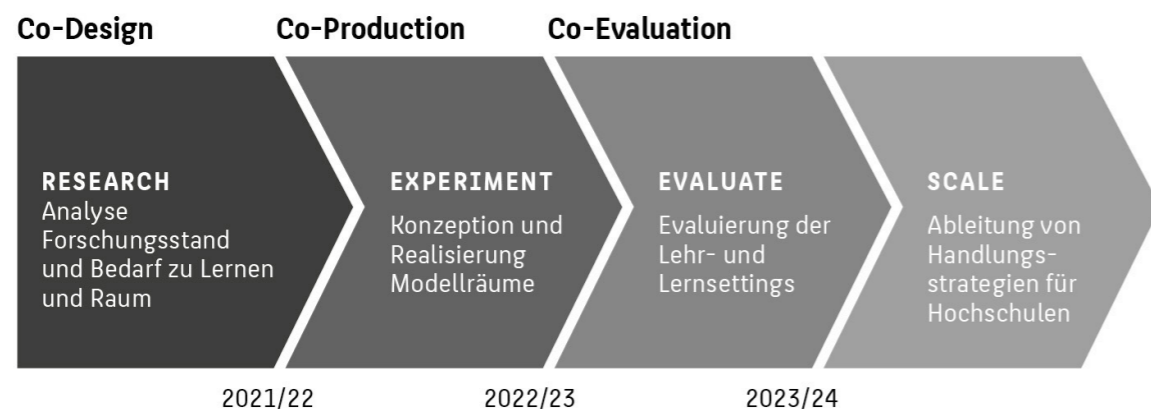 Co-Design
Co-Production
Co-Evaluation
RESEARCH
Analyse
Forschungsstand
und Bedarf zu Lernen
und Raum
EXPERIMENT
Konzeption und
Realisierung
Modellräume
EVALUATE
Evaluierung der
Lehr- und
Lernsettings
SCALE
Ableitung von
Handlungs-
strategien für
Hochschulen
2021/22
2022/23
2023/24